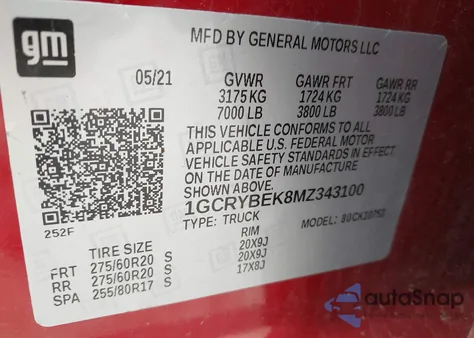 gm
MFD BY GENERAL MOTORS LLC
05/21 GVWR GAWR FRT GAWR RR
3175 KG 1724 KG 1724 KG
7000 LB 3800 LB 3800 LB
THIS VEHICLE CONFORMS TO ALL
APPLICABLE U.S. FEDERAL MOTOR
VEHICLE SAFETY STANDARDS IN EFFECT
ON THE DATE OF MANUFACTURE
SHOWN ABOVE.
1GCRYBEK8MZ343100
TYPE: TRUCK MODEL:
252F
TIRE SIZE RIM
FRT 275/60R20 S 20X9J
RR 275/60R20 S 20X9J
SPA 255/80R17 S 17X8J
autoSnap